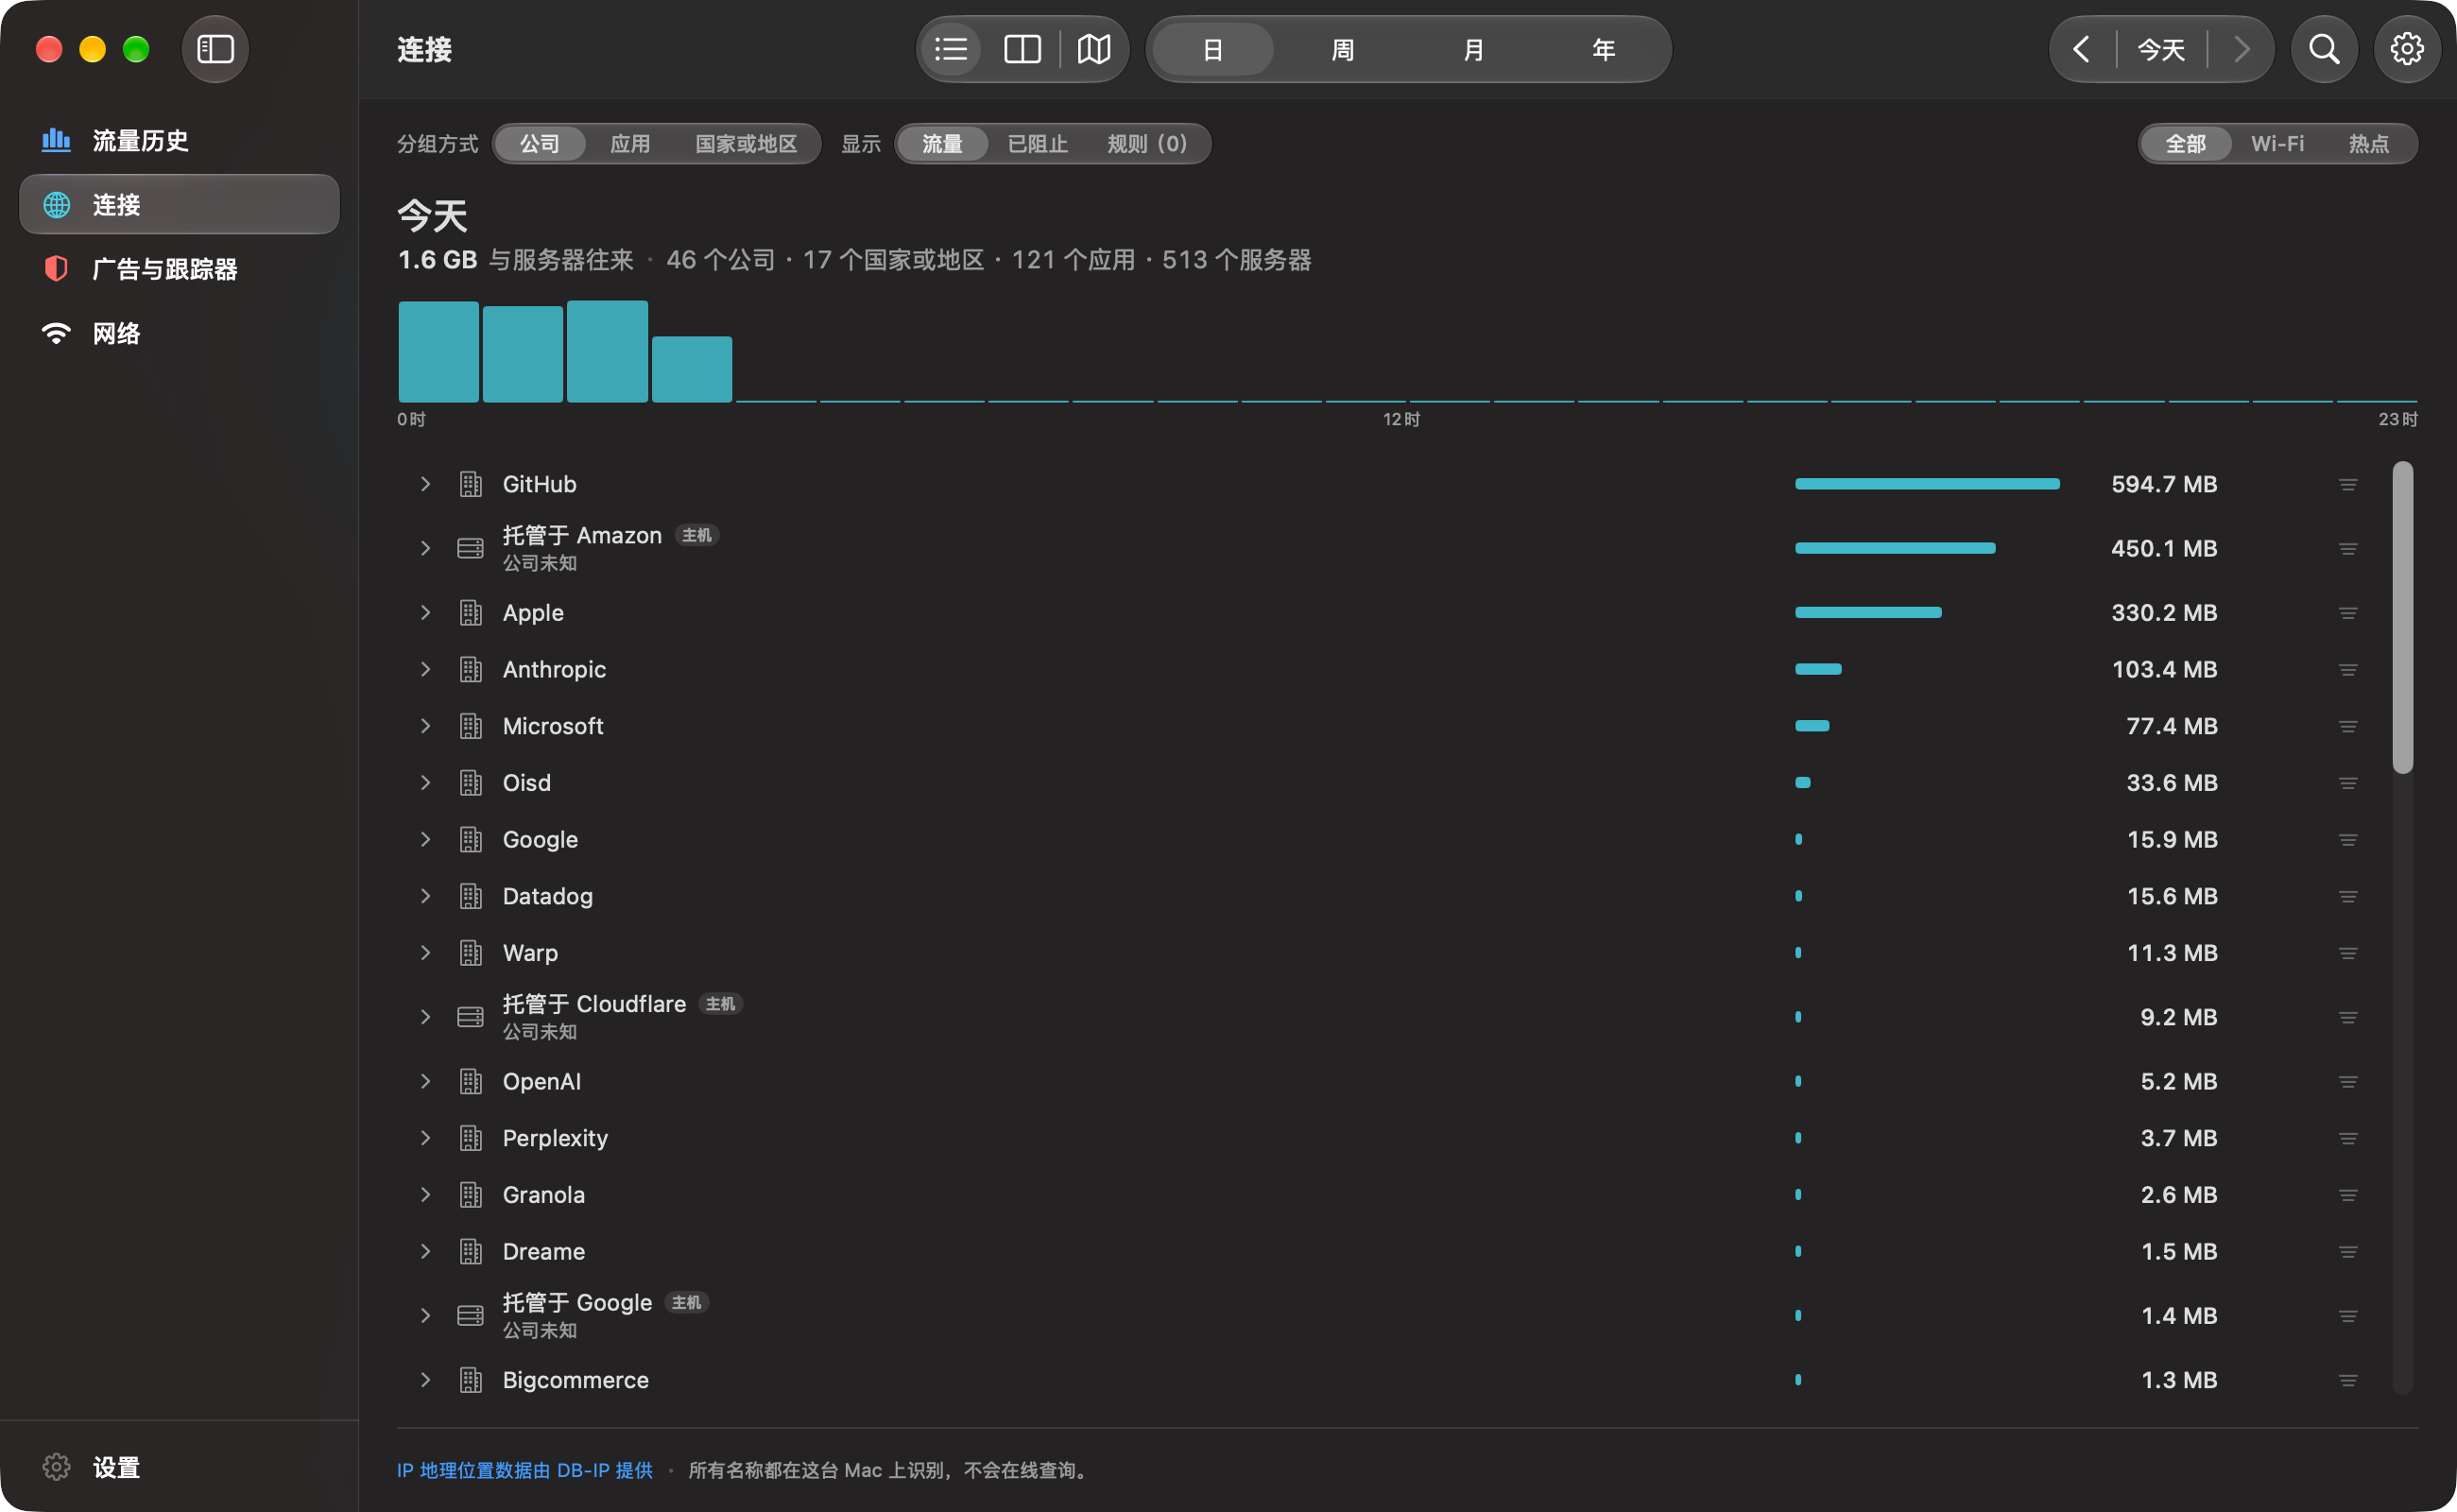 连接
日 周 月 年
今天
流量历史
连接
广告与跟踪器
网络
设置
分组方式 公司 应用 国家或地区 显示 流量 已阻止 规则 (0)
全部 Wi-Fi 热点
今天
1.6 GB 与服务器往来 · 46 个公司 · 17 个国家或地区 · 121 个应用 · 513 个服务器
0时 12时 23时
GitHub 594.7 MB
托管于 Amazon 主机 450.1 MB
公司未知
Apple 330.2 MB
Anthropic 103.4 MB
Microsoft 77.4 MB
Oisd 33.6 MB
Google 15.9 MB
Datadog 15.6 MB
Warp 11.3 MB
托管于 Cloudflare 主机 9.2 MB
公司未知
OpenAI 5.2 MB
Perplexity 3.7 MB
Granola 2.6 MB
Dreame 1.5 MB
托管于 Google 主机 1.4 MB
公司未知
Bigcommerce 1.3 MB
IP 地理位置数据由 DB-IP 提供 · 所有名称都在这台 Mac 上识别，不会在线查询。